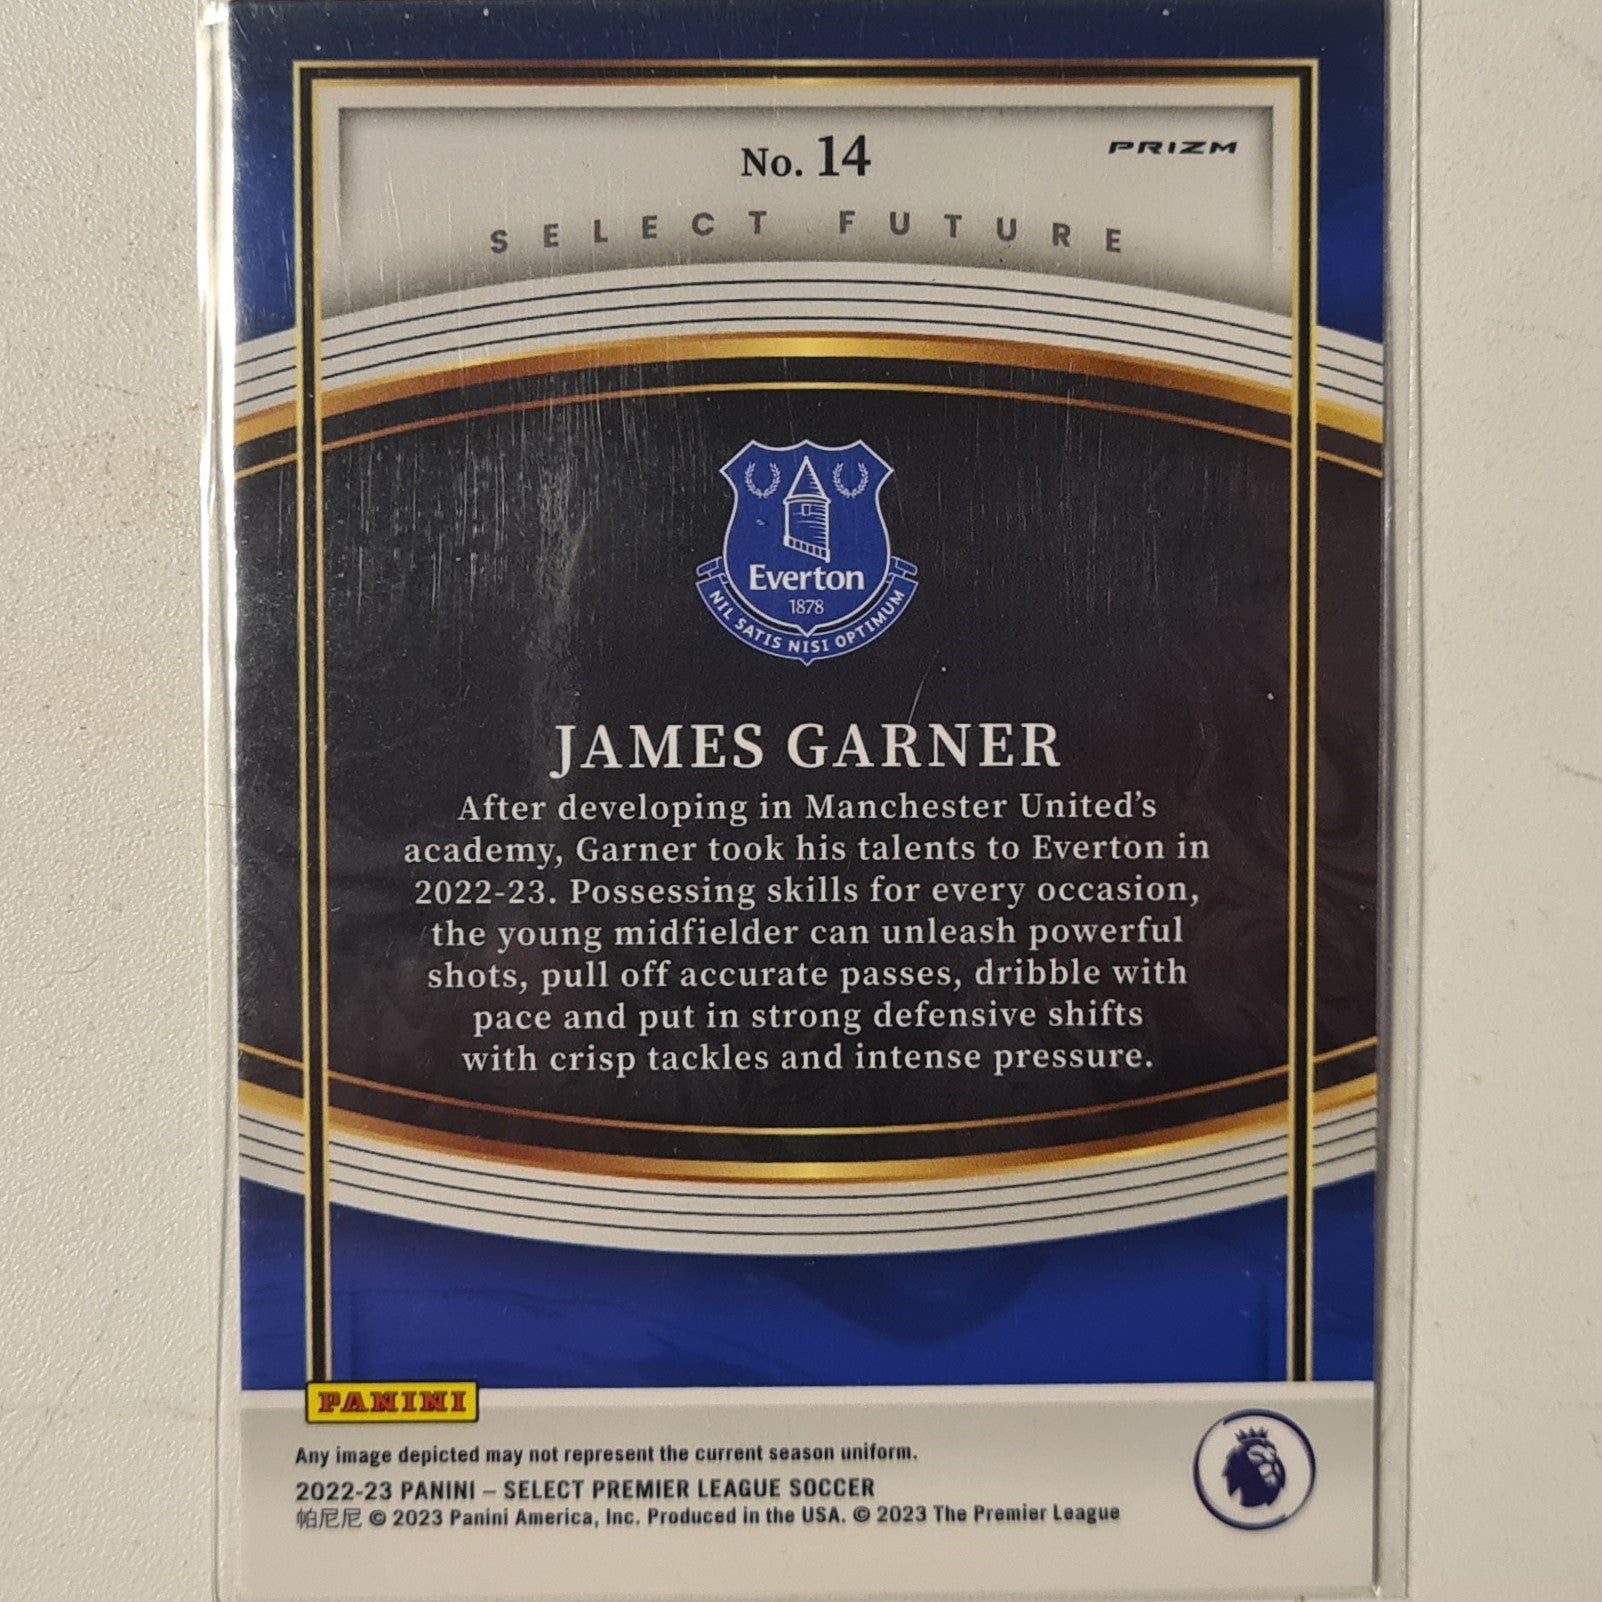 No. 14
PRIZM
SELECT FUTURE
Everton
1878
NIL SATIS NISI OPTIMUM
JAMES GARNER
After developing in Manchester United’s
academy, Garner took his talents to Everton in
2022-23. Possessing skills for every occasion,
the young midfielder can unleash powerful
shots, pull off accurate passes, dribble with
pace and put in strong defensive shifts
with crisp tackles and intense pressure.
PANINI
Any image depicted may not represent the current season uniform.
2022-23 PANINI – SELECT PREMIER LEAGUE SOCCER
帕尼尼 © 2023 Panini America, Inc. Produced in the USA. © 2023 The Premier League